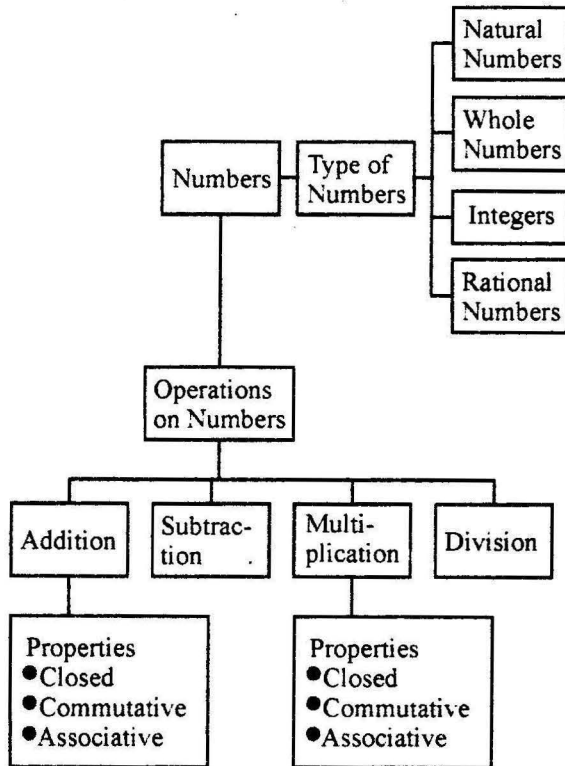 Natural
Numbers
Whole
Numbers
Numbers
Type of
Numbers
Integers
Rational
Numbers
Operations
on Numbers
Addition
Subtrac-
tion
Multi-
plication
Division
Properties
●Closed
●Commutative
●Associative
Properties
●Closed
●Commutative
●Associative